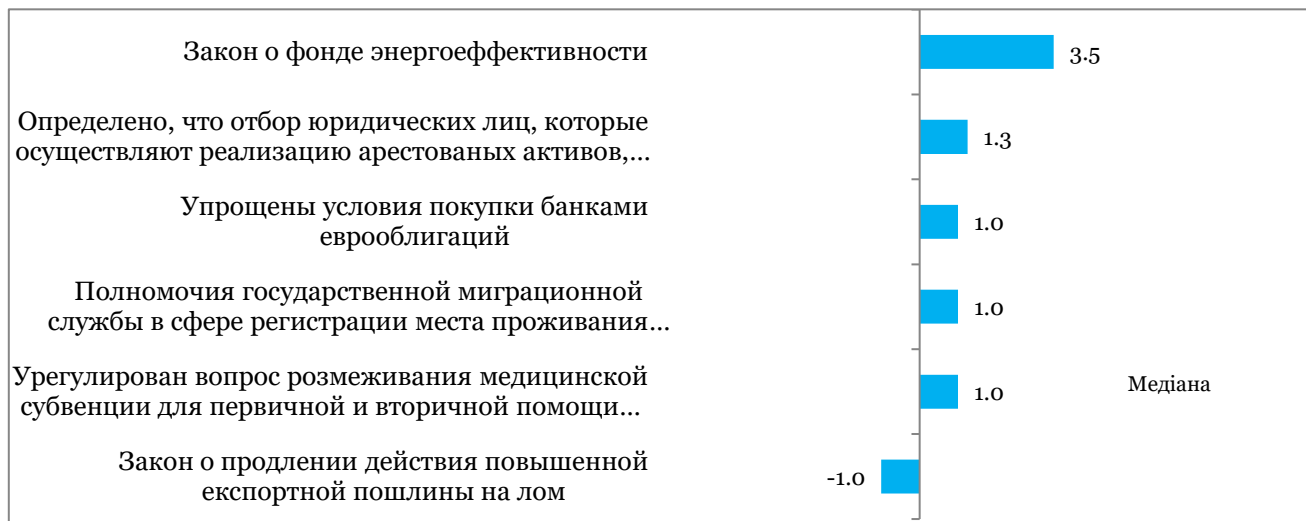 Закон о фонде энергоеффективности
3.5
Определено, что отбор юридических лиц, которые
осуществляют реализацию арестованых активов,...
1.3
Упрощены условия покупки банками
еврооблигаций
1.0
Полномочия государственной миграционной
службы в сфере регистрации места проживания...
1.0
Урегулирован вопрос розмеживания медицинской
субвенции для первичной и вторичной помощи...
1.0
Медіана
Закон о продлении действия повышенной
експортной пошлины на лом
-1.0